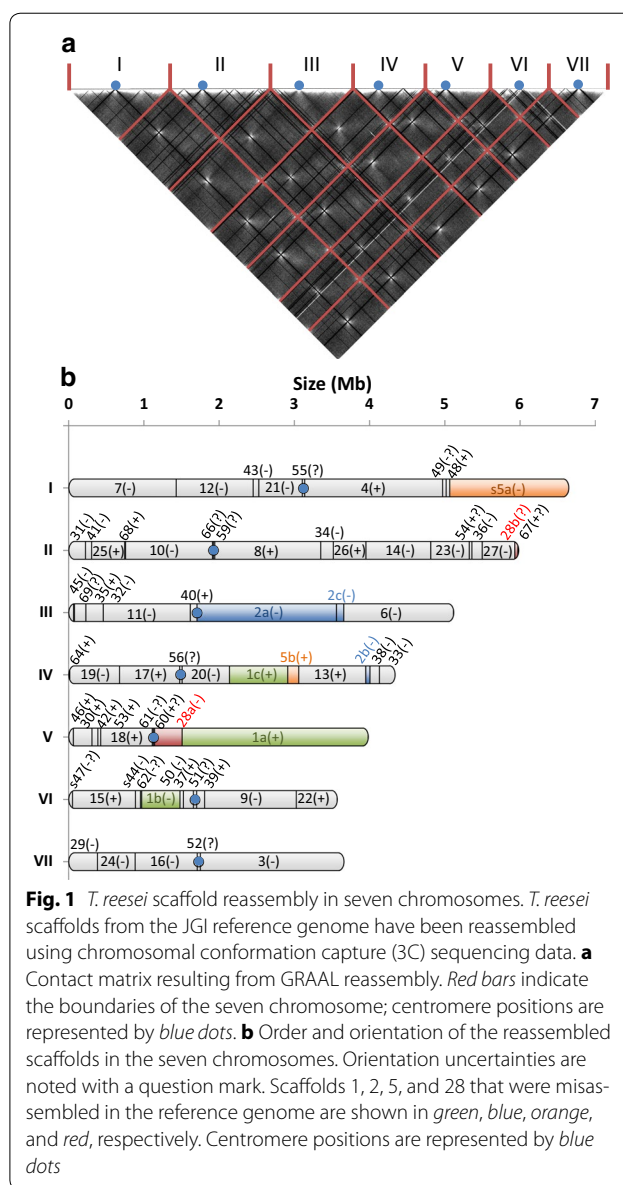 a
I II III IV V VI VII
b
Size (Mb)
0 1 2 3 4 5 6 7
43(-) 55(?) 49(-?) 48(+)
I 7(-) 12(-) 21(-) 4(+) s5a(-)
31(-) 41(-) 68(+) 66(?) 59(?) 34(-) 54(+?) 36(-) 28b(?) 67(+?)
II 25(+) 10(-) 8(+) 26(+) 14(-) 23(-) 27(-)
45(-) 69(?) 35(+) 32(-) 40(+) 2c(-)
III 11(-) 2a(-) 6(-)
64(+) 56(?) 5b(+) 2b(-) 38(-) 33(-)
IV 19(-) 17(+) 20(-) 1c(+) 13(+)
46(+) 30(+) 42(+) 53(+) 61(-?) 60(+?) 28a(-)
V 18(+) 1a(+)
s47(-?) s44(-) 62(-?) 50(-) 37(+) 51(?) 39(+)
VI 15(+) 1b(-) 9(-) 22(+)
29(-) 52(?)
VII 24(-) 16(-) 3(-)
Fig. 1 T. reesei scaffold reassembly in seven chromosomes. T. reesei
scaffolds from the JGI reference genome have been reassembled
using chromosomal conformation capture (3C) sequencing data. a
Contact matrix resulting from GRAAL reassembly. Red bars indicate
the boundaries of the seven chromosome; centromere positions are
represented by blue dots. b Order and orientation of the reassembled
scaffolds in the seven chromosomes. Orientation uncertainties are
noted with a question mark. Scaffolds 1, 2, 5, and 28 that were misas-
sembled in the reference genome are shown in green, blue, orange,
and red, respectively. Centromere positions are represented by blue
dots